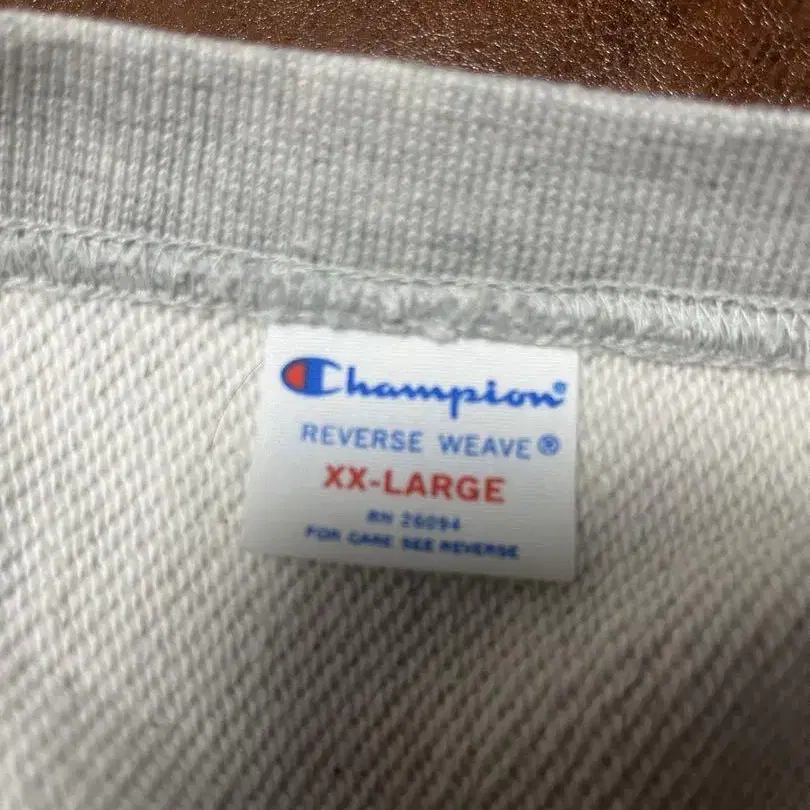 Champion®
REVERSE WEAVE®
XX-LARGE
RN 26094
FOR CARE SEE REVERSE